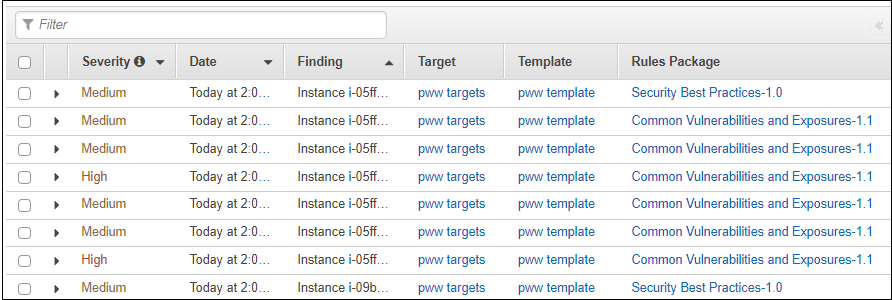 Filter
Severity Date Finding Target Template Rules Package
Medium Today at 2:0... Instance i-05ff... pww targets pww template Security Best Practices-1.0
Medium Today at 2:0... Instance i-05ff... pww targets pww template Common Vulnerabilities and Exposures-1.1
Medium Today at 2:0... Instance i-05ff... pww targets pww template Common Vulnerabilities and Exposures-1.1
High Today at 2:0... Instance i-05ff... pww targets pww template Common Vulnerabilities and Exposures-1.1
Medium Today at 2:0... Instance i-05ff... pww targets pww template Common Vulnerabilities and Exposures-1.1
Medium Today at 2:0... Instance i-05ff... pww targets pww template Common Vulnerabilities and Exposures-1.1
High Today at 2:0... Instance i-05ff... pww targets pww template Common Vulnerabilities and Exposures-1.1
Medium Today at 2:0... Instance i-09b... pww targets pww template Security Best Practices-1.0